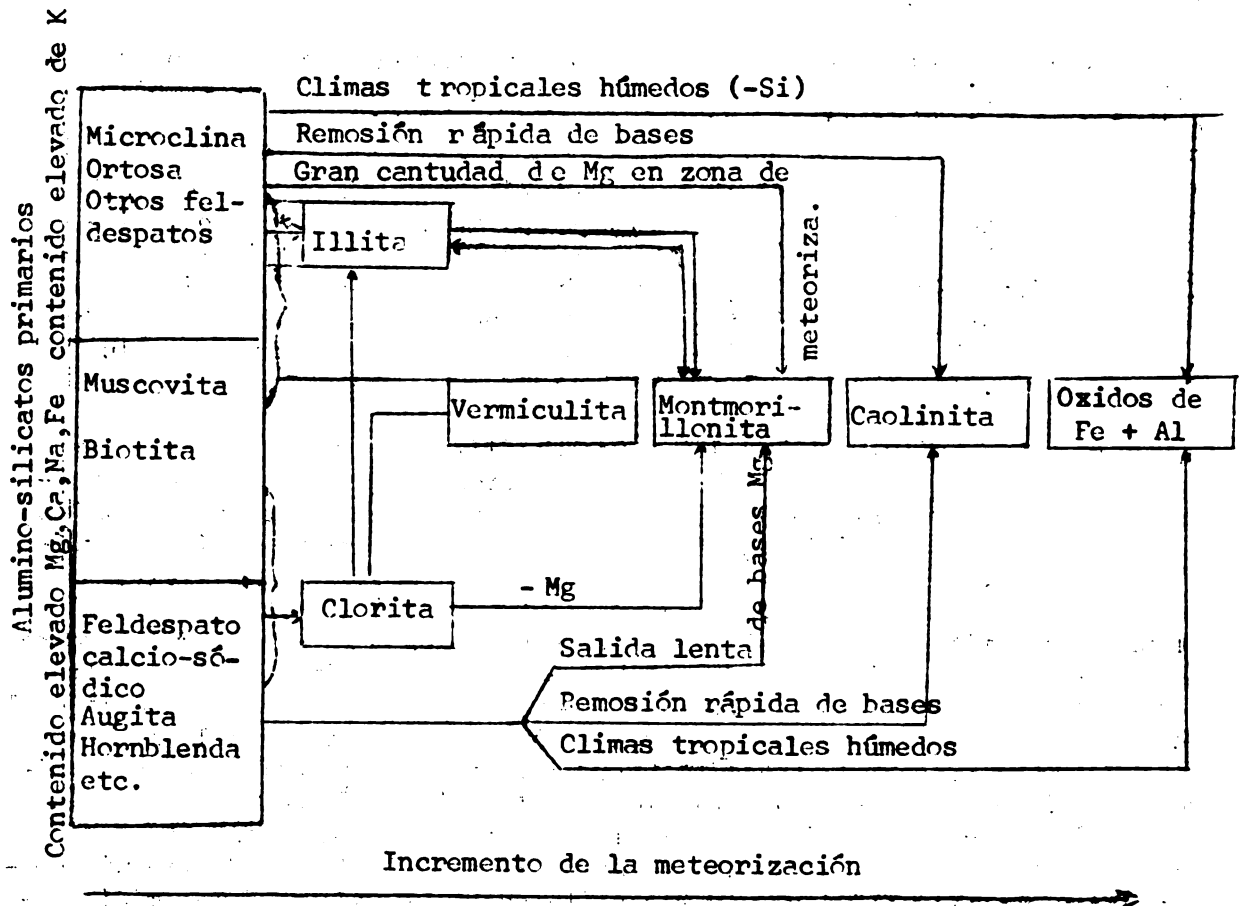 Alumino-silicatos primarios
Contenido elevado Mg,Ca,Na,Fe contenido elevado de K
Climas tropicales húmedos (-Si)
Remosión rápida de bases
Gran cantudad de Mg en zona de
meteoriza.
Microclina
Ortosa
Otros fel-
despatos
Illita
Muscovita
Biotita
Vermiculita
Montmori-
llonita
Caolinita
Oxidos de
Fe + Al
Feldespato
calcio-só-
dico
Augita
Hornblenda
etc.
Clorita
- Mg
Salida lenta
de bases Mg
Remosión rápida de bases
Climas tropicales húmedos
Incremento de la meteorización